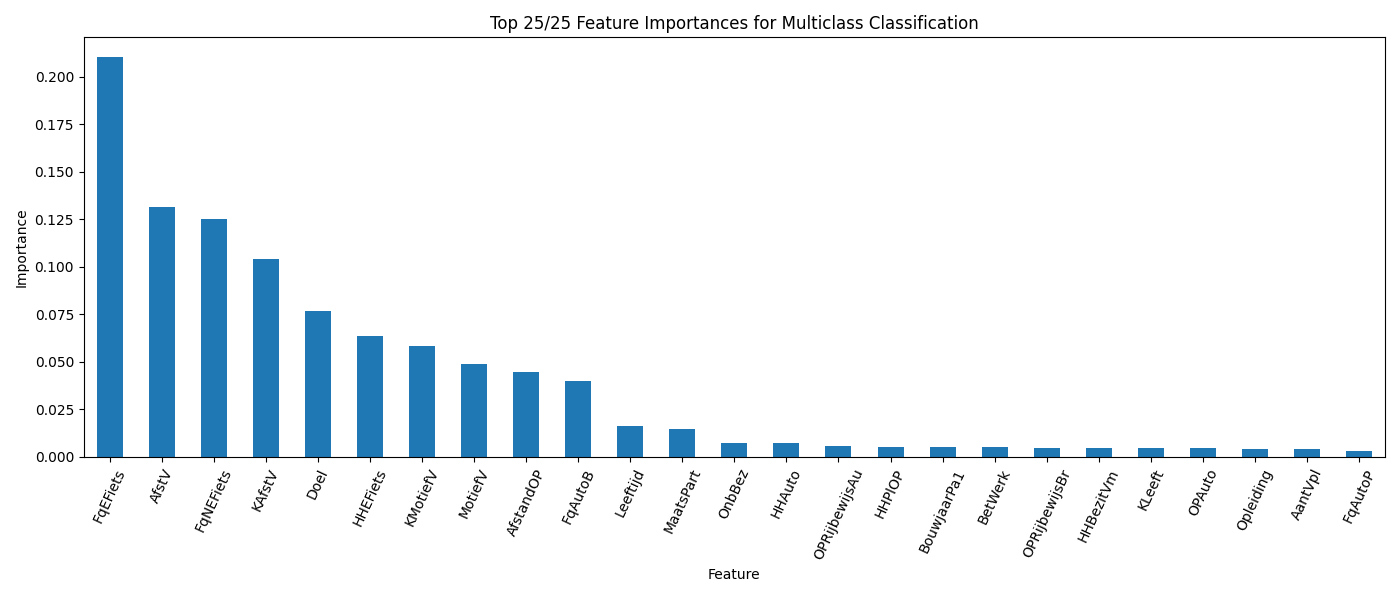 Top 25/25 Feature Importances for Multiclass Classification
Importance
0.200
0.175
0.150
0.125
0.100
0.075
0.050
0.025
0.000
FqEFiets
AfstV
FqNEFiets
KAfstV
Doel
HHEFiets
KMotiefV
MotiefV
AfstandOP
FqAutoB
Leeftijd
MaatsPart
OnbBez
HHAuto
OPRijbewijsAu
HHPlOP
BouwjaarPa1
BetWerk
OPRijbewijsBr
HHBezitVm
KLeeft
OPAuto
Opleiding
AantVpl
FqAutoP
Feature